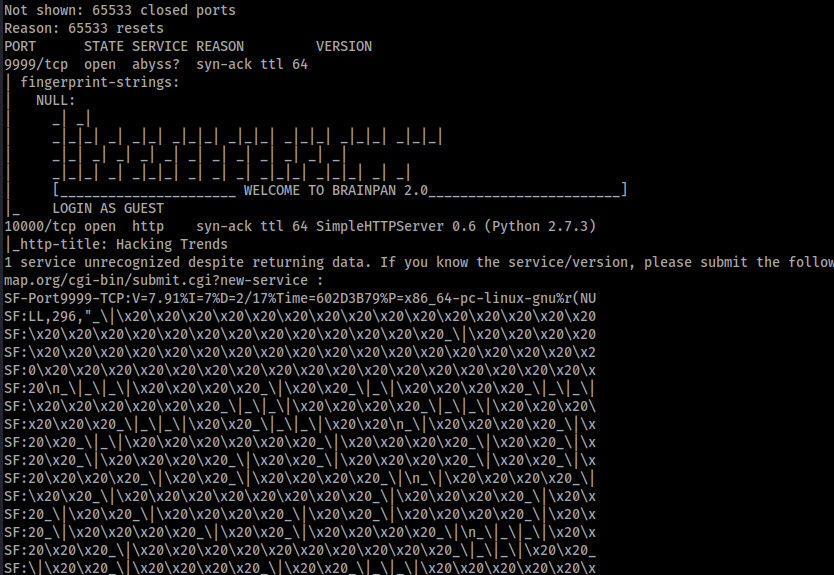 Not shown: 65533 closed ports
Reason: 65533 resets
PORT      STATE SERVICE REASON         VERSION
9999/tcp  open  abyss?  syn-ack ttl 64
| fingerprint-strings:
|   NULL:
|     _| _|
|     _|_|_| _| _|_| _|_|_| _|_|_| _|_|_| _|_|_| _|_|_|
|     _|_| _| _| _| _| _| _| _| _| _| _| _|
|     _|_|_| _| _|_|_| _| _| _| _|_|_| _|_|_| _| _|
|     [______________________ WELCOME TO BRAINPAN 2.0________________________]
|_    LOGIN AS GUEST
10000/tcp open  http    syn-ack ttl 64 SimpleHTTPServer 0.6 (Python 2.7.3)
|_http-title: Hacking Trends
1 service unrecognized despite returning data. If you know the service/version, please submit the follow
map.org/cgi-bin/submit.cgi?new-service :
SF-Port9999-TCP:V=7.91%I=7%D=2/17%Time=602D3B79%P=x86_64-pc-linux-gnu%r(NU
SF:LL,296,"_\|\x20\x20\x20\x20\x20\x20\x20\x20\x20\x20\x20\x20\x20\x20\x20
SF:\x20\x20\x20\x20\x20\x20\x20\x20\x20\x20\x20\x20\x20_\|\x20\x20\x20\x20
SF:\x20\x20\x20\x20\x20\x20\x20\x20\x20\x20\x20\x20\x20\x20\x20\x20\x20\x2
SF:0\x20\x20\x20\x20\x20\x20\x20\x20\x20\x20\x20\x20\x20\x20\x20\x20\x20\x
SF:20\n_\|_\|_\|\x20\x20\x20\x20_\|\x20\x20_\|_\|\x20\x20\x20\x20_\|_\|_\|
SF:\x20\x20\x20\x20\x20\x20_\|_\|_\|\x20\x20\x20\x20_\|_\|_\|\x20\x20\x20\
SF:x20\x20\x20_\|_\|_\|\x20\x20\x20\x20_\|_\|_\|\x20\x20\n_\|\x20\x20\x20\x20_\|\x
SF:20\x20_\|_\|\x20\x20\x20\x20\x20\x20_\|\x20\x20\x20\x20_\|\x20\x20_\|\x
SF:20\x20_\|\x20\x20\x20\x20_\|\x20\x20_\|\x20\x20\x20\x20_\|\x20\x20_\|\x
SF:20\x20\x20\x20_\|\x20\x20_\|\x20\x20\x20\x20_\|\n_\|\x20\x20\x20\x20_\|
SF:\x20\x20_\|\x20\x20\x20\x20\x20\x20\x20\x20_\|\x20\x20\x20\x20_\|\x20\x
SF:20_\|\x20\x20_\|\x20\x20\x20\x20_\|\x20\x20_\|\x20\x20\x20\x20_\|\x20\x
SF:20_\|\x20\x20\x20\x20_\|\x20\x20_\|\x20\x20\x20\x20_\|\n_\|_\|_\|\x20\x
SF:20\x20\x20_\|\x20\x20\x20\x20\x20\x20\x20\x20\x20\x20_\|_\|_\|\x20\x20_
SF:\|\x20\x20_\|\x20\x20\x20\x20_\|\x20\x20_\|_\|_\|\x20\x20\x20\x20\x20\x